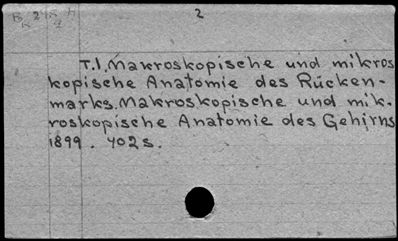 2
T.1. Makroskopische und mikros
kopische Anatomie des Rücken-
marks. Makroskopische und mik-
roskopische Anatomie des Gehirns
1899. 402 s.